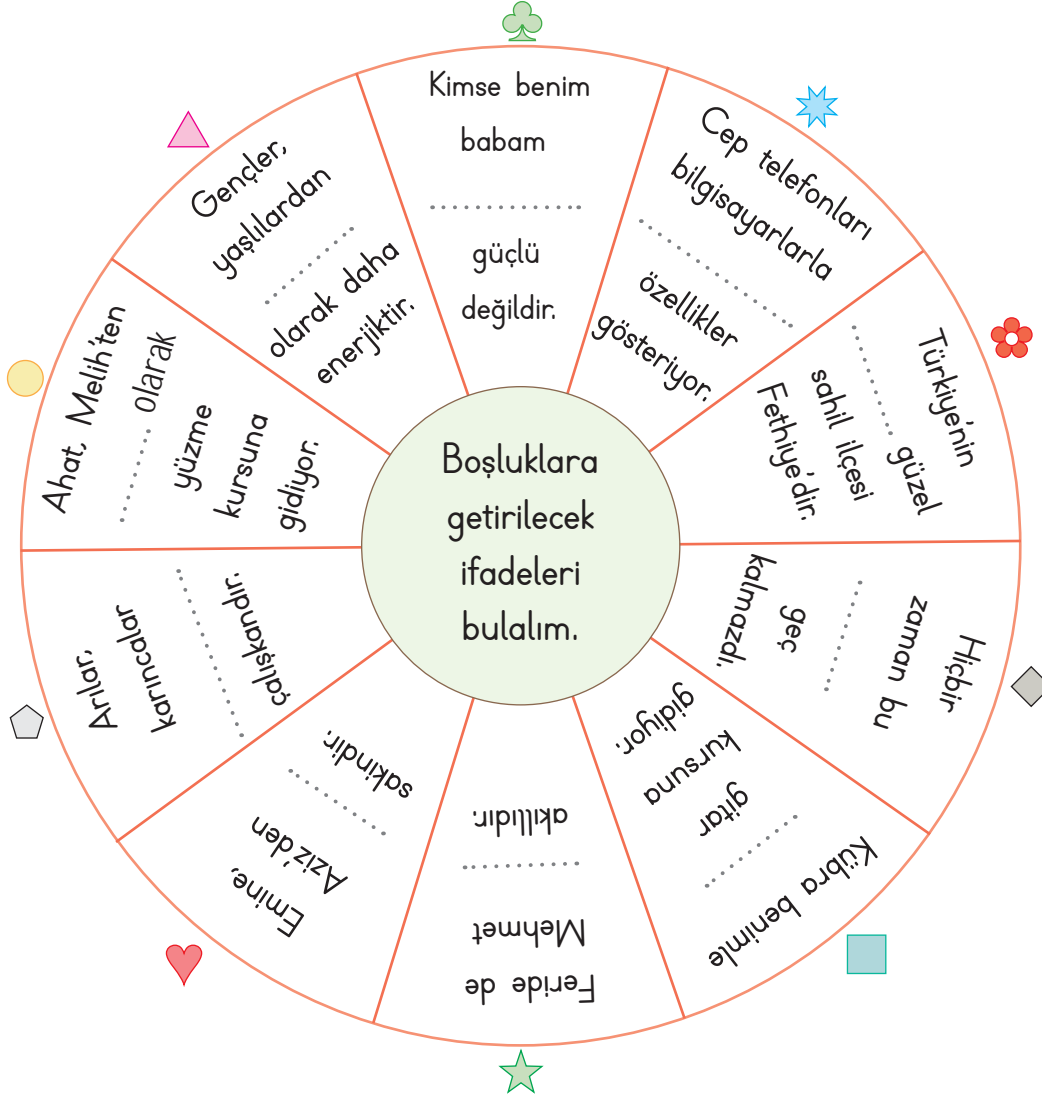 Kimse benim
babam
....................
güçlü
değildir.
Cep telefonları
bilgisayarlarla
....................
özellikler
gösteriyor.
Türkiye'nin
.................... güzel
sahil ilçesi
Fethiye'dir.
Hiçbir
zaman bu
....................
geç
kalmazdı.
Kübra benimle
....................
gitar
kursuna
gidiyor.
Feride de
Mehmet
....................
akıllıdır.
Emine,
Aziz'den
....................
sakindir.
Arılar,
karıncalar
....................
çalışkandır.
Ahat, Melih'ten
.................... olarak
yüzme
kursuna
gidiyor.
Gençler,
yaşlılardan
....................
olarak daha
enerjiktir.
Boşluklara
getirilecek
ifadeleri
bulalım.